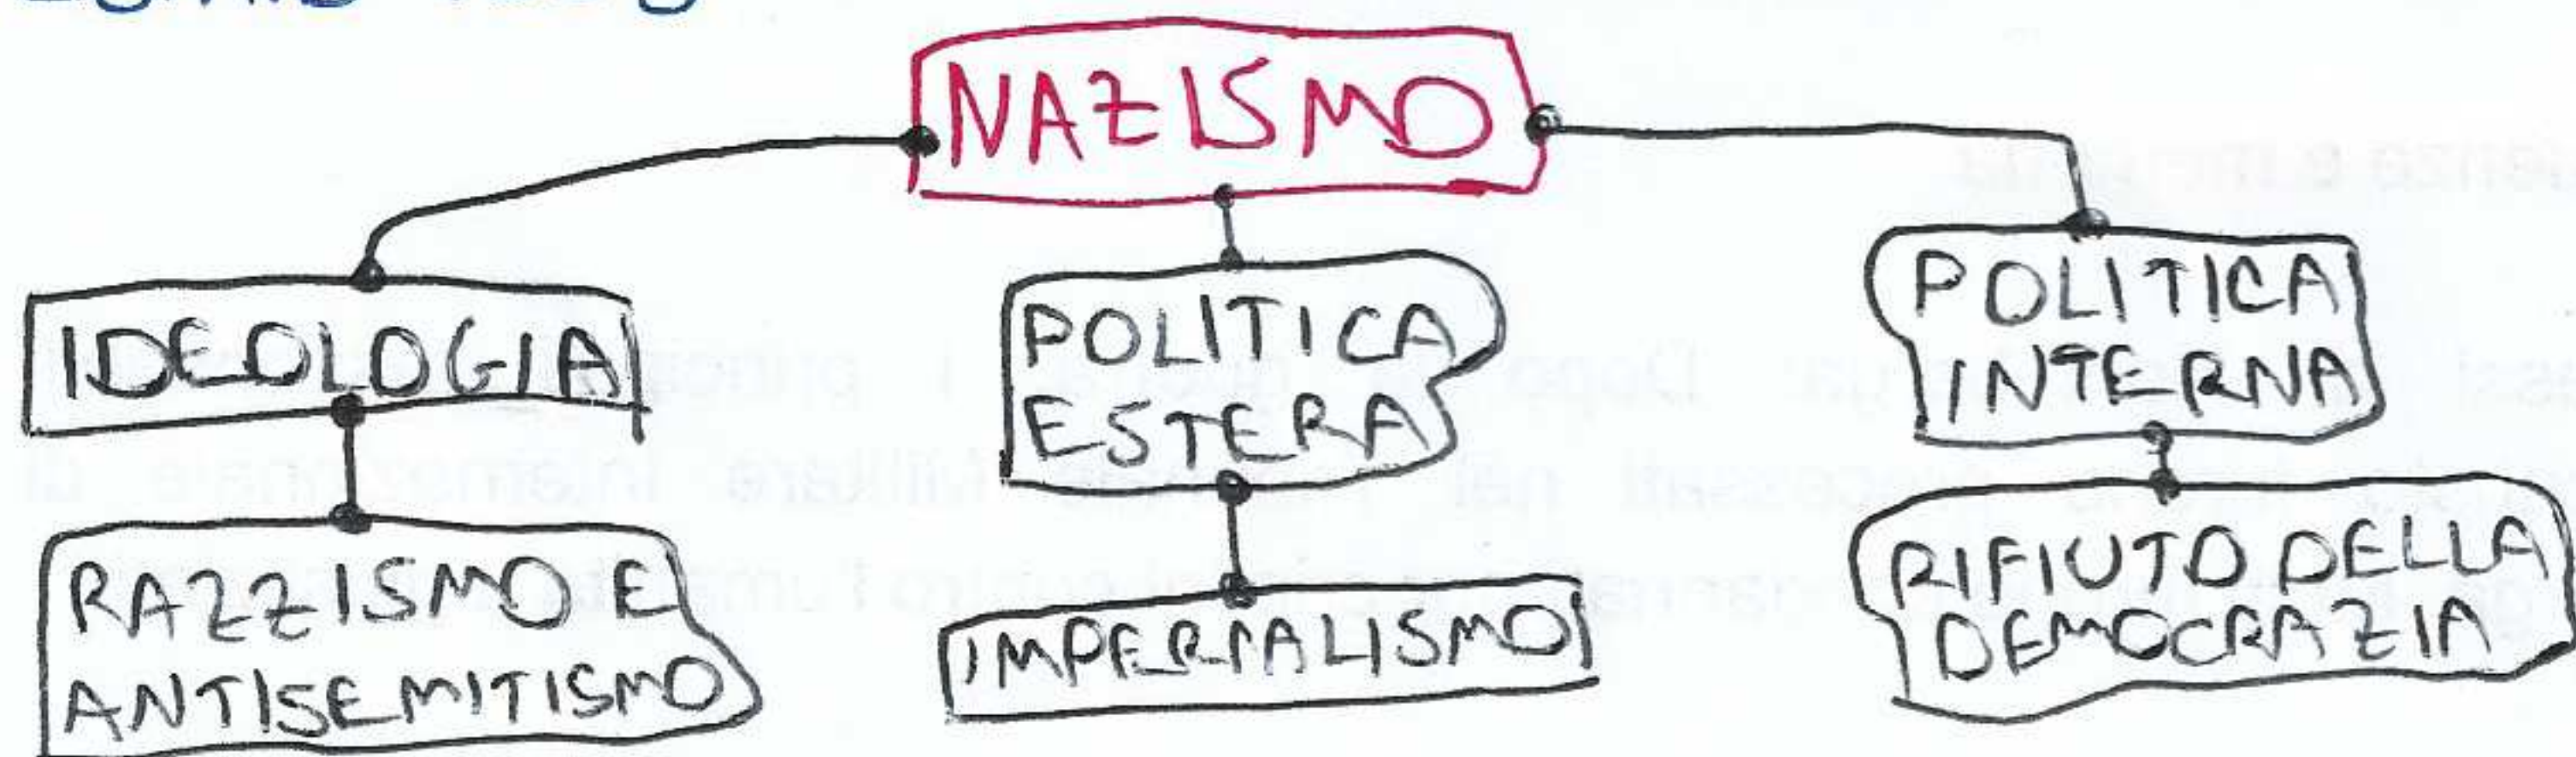 NAZISMO
IDEOLOGIA
POLITICA
ESTERA
POLITICA
INTERNA
RAZZISMO E
ANTISEMITISMO
IMPERIALISMO
RIFIUTO DELLA
DEMOCRAZIA